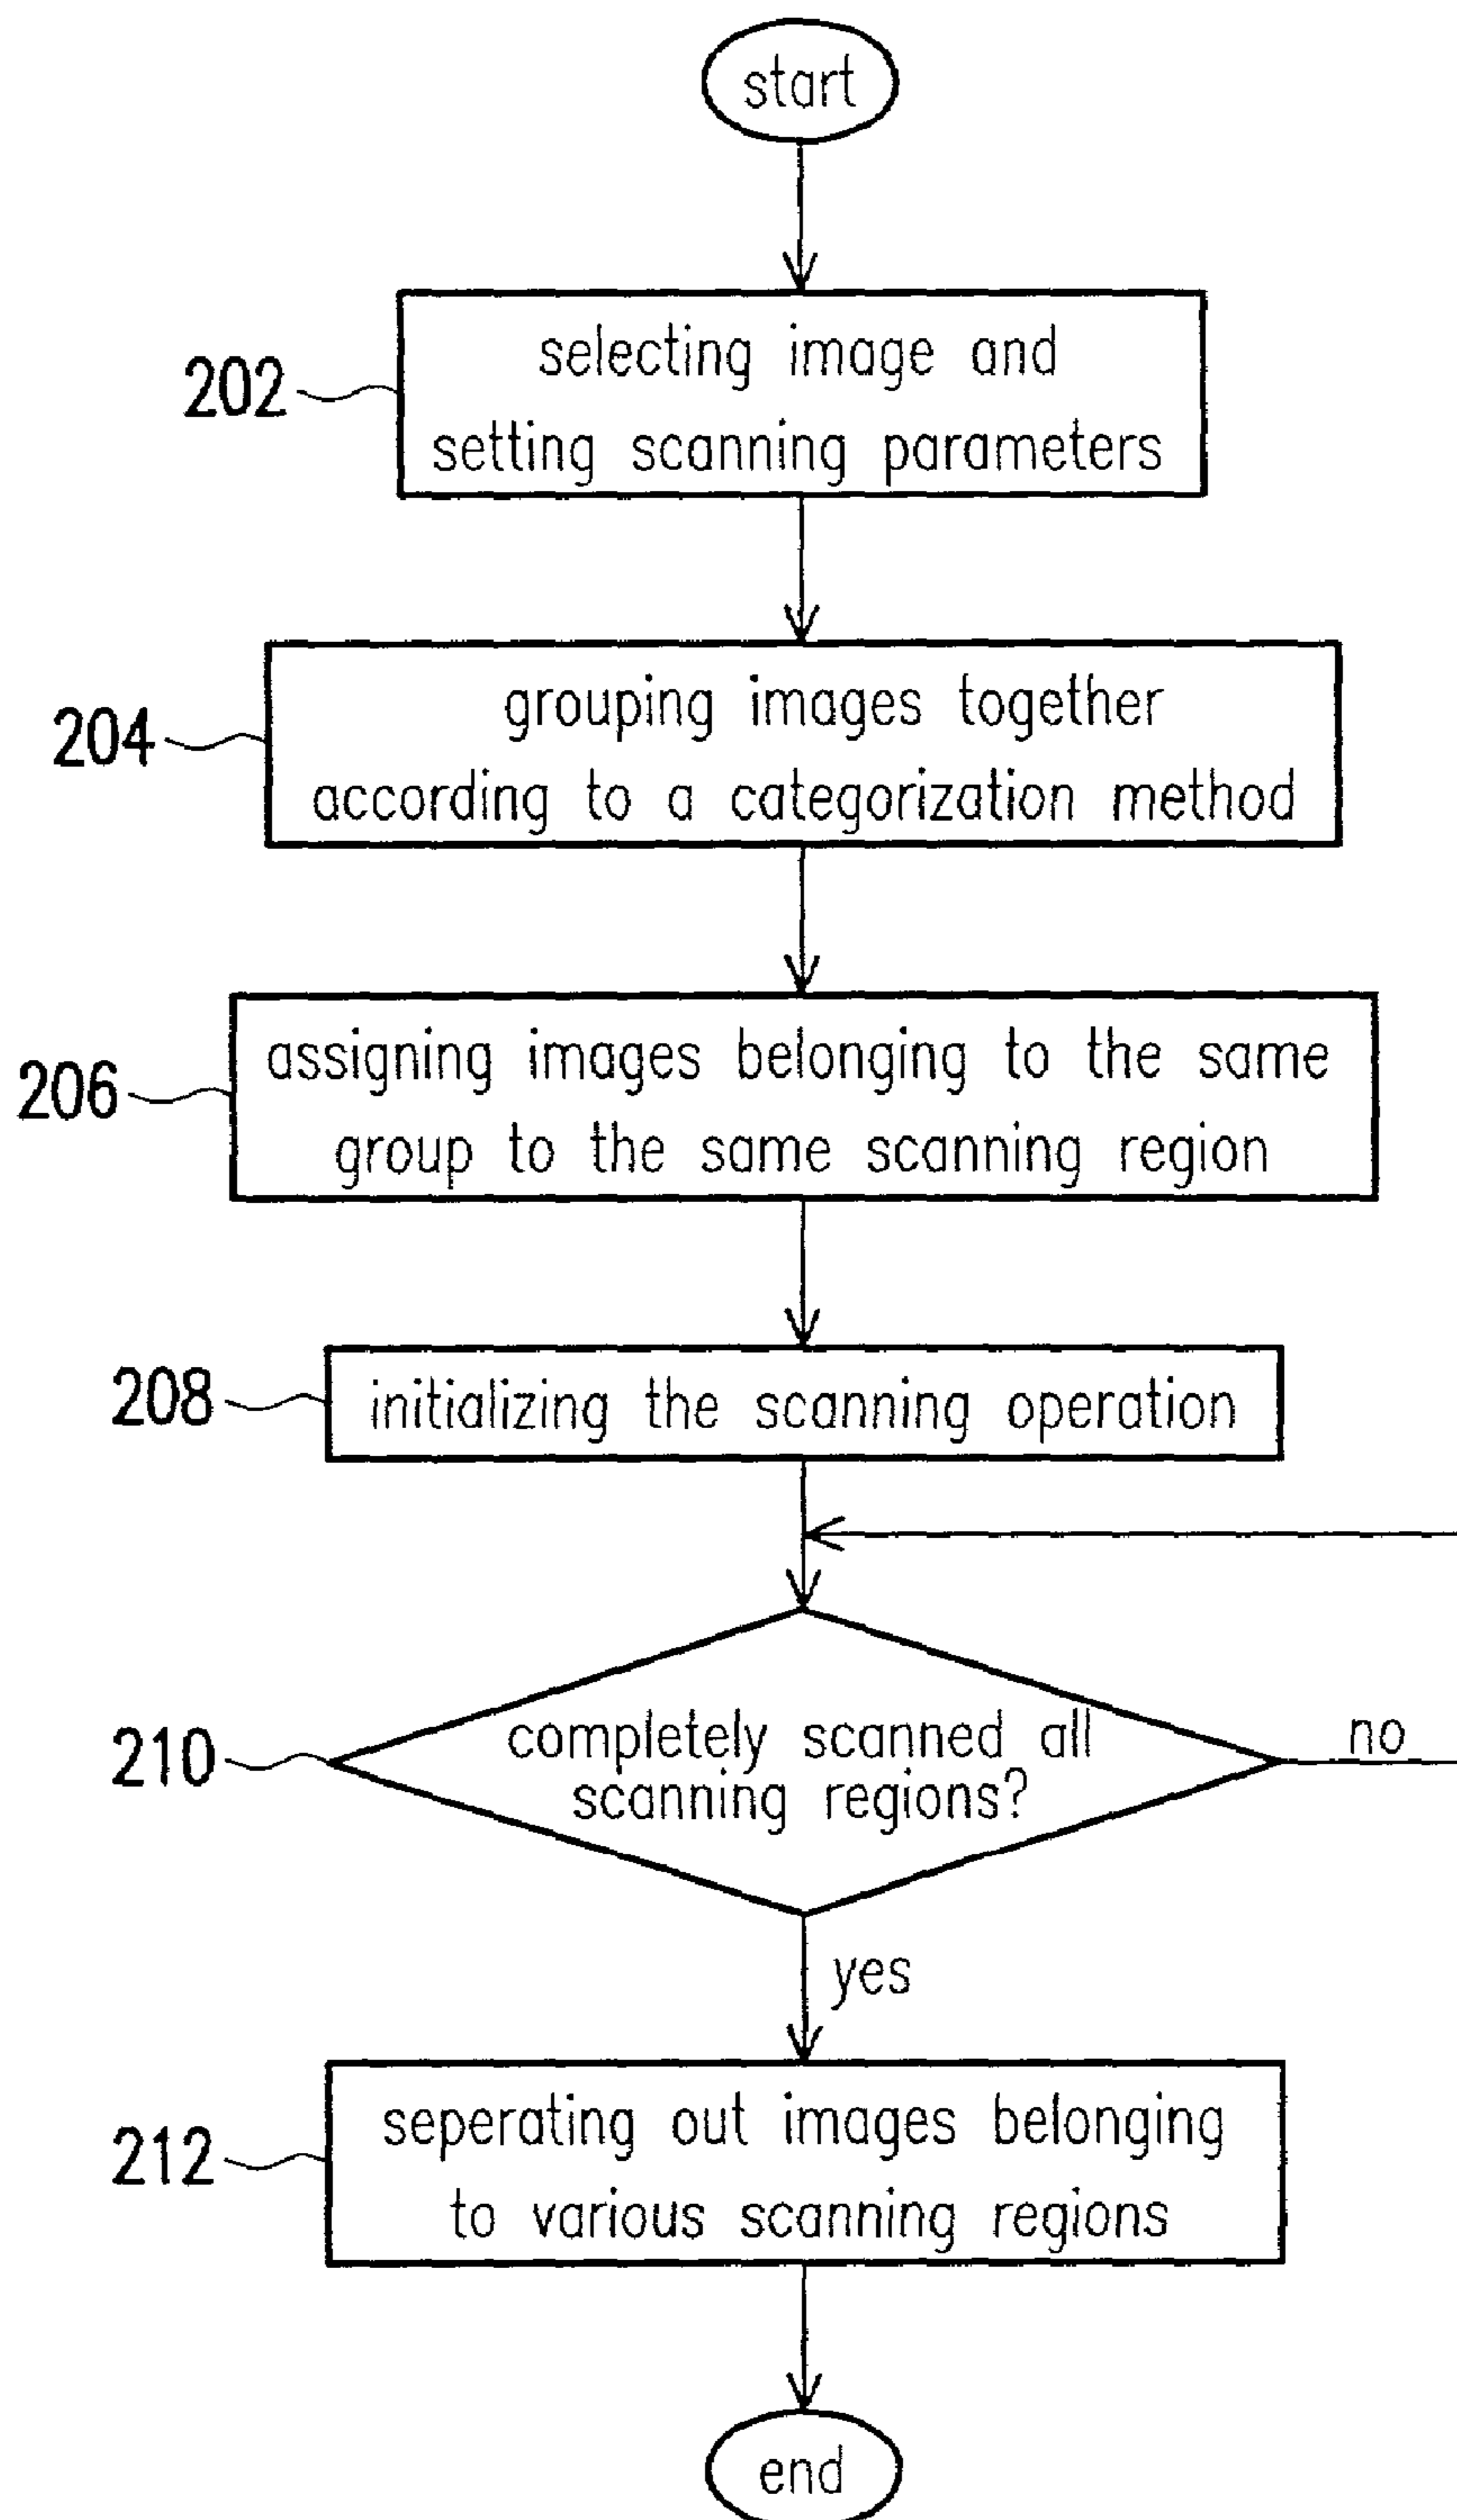 start
202
selecting image and
setting scanning parameters
204
grouping images together
according to a categorization method
206
assigning images belonging to the same
group to the same scanning region
208
initializing the scanning operation
210
completely scanned all
scanning regions?
no
yes
212
seperating out images belonging
to various scanning regions
end